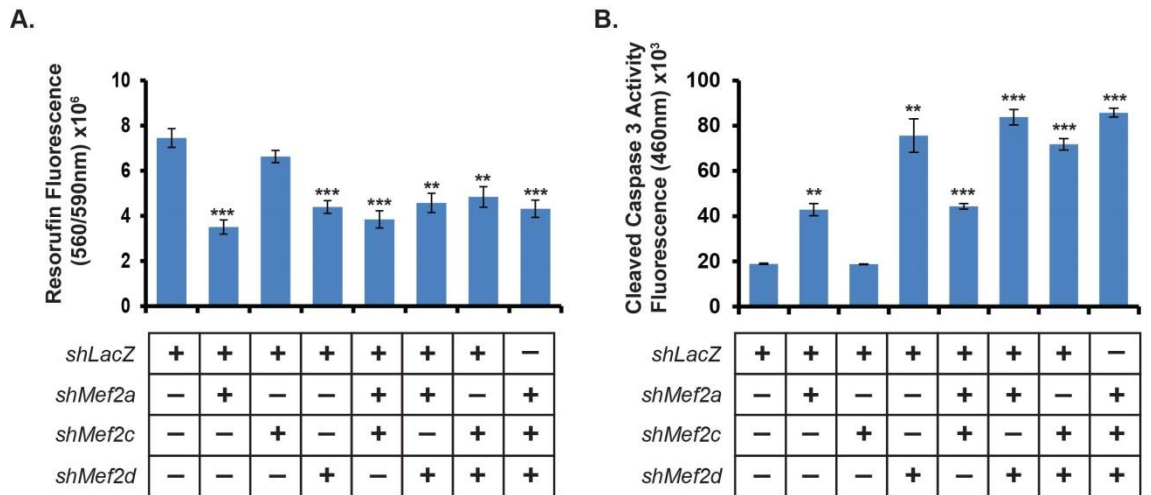 A.
B.
Resorufin Fluorescence
(560/590nm) x10⁶
10
8
6
4
2
0
***
***
***
**
**
***
shLacZ + + + + + + + –
shMef2a – + – – + + – +
shMef2c – – + – + – + +
shMef2d – – – + – + + +
Cleaved Caspase 3 Activity
Fluorescence (460nm) x10³
100
80
60
40
20
0
**
**
***
***
***
***
shLacZ + + + + + + + –
shMef2a – + – – + + – +
shMef2c – – + – + – + +
shMef2d – – – + – + + +